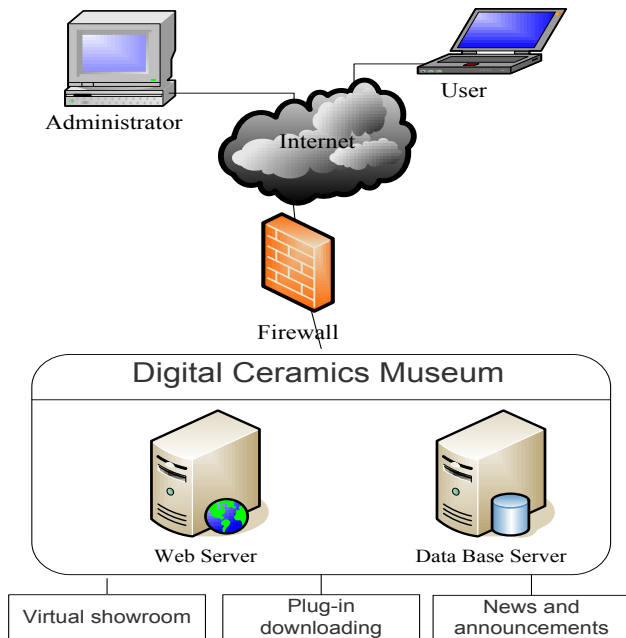 Administrator
User
Internet
Firewall
Digital Ceramics Museum
Web Server
Data Base Server
Virtual showroom
Plug-in
downloading
News and
announcements